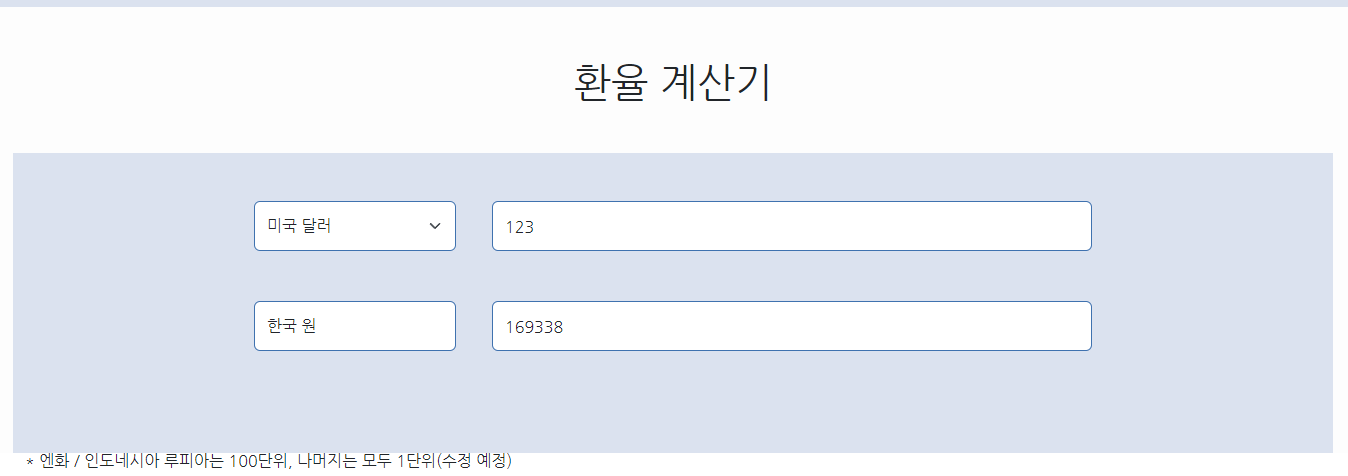 환율 계산기
미국 달러
123
한국 원
169338
* 엔화 / 인도네시아 루피아는 100단위, 나머지는 모두 1단위(수정 예정)